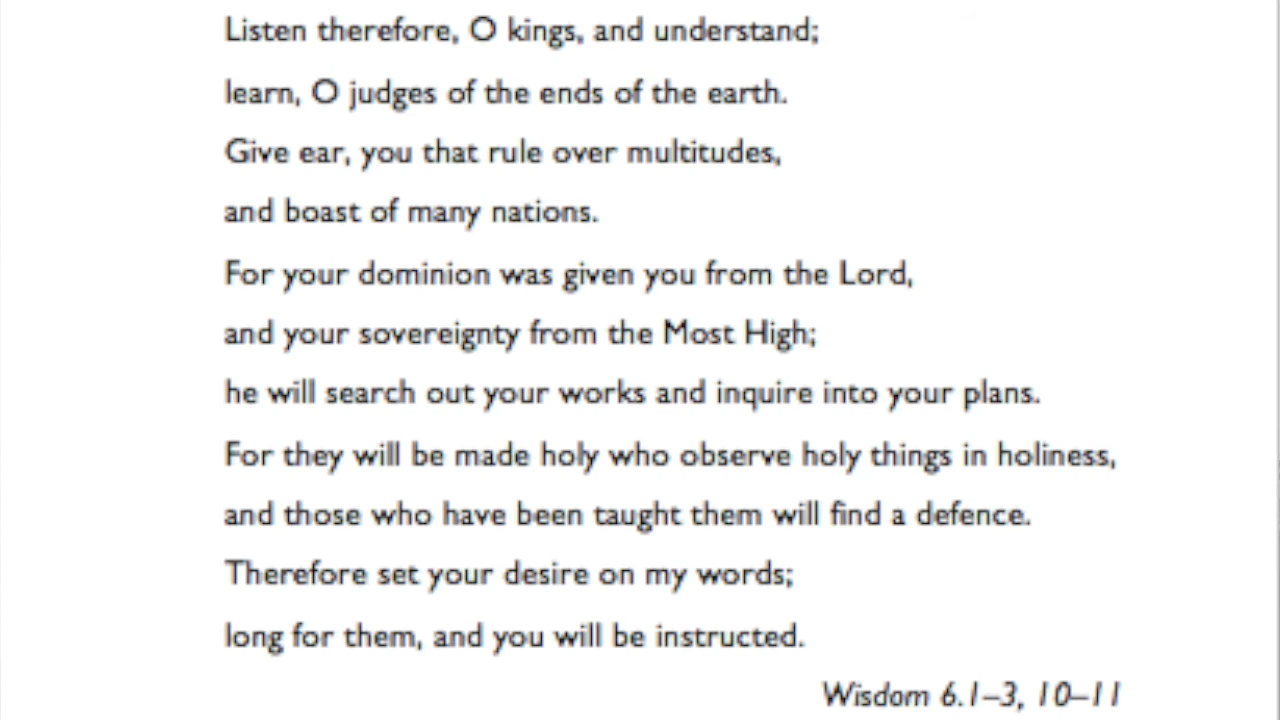 Listen therefore, O kings, and understand;
learn, O judges of the ends of the earth.
Give ear, you that rule over multitudes,
and boast of many nations.
For your dominion was given you from the Lord,
and your sovereignty from the Most High;
he will search out your works and inquire into your plans.
For they will be made holy who observe holy things in holiness,
and those who have been taught them will find a defence.
Therefore set your desire on my words;
long for them, and you will be instructed.
Wisdom 6.1–3, 10–11